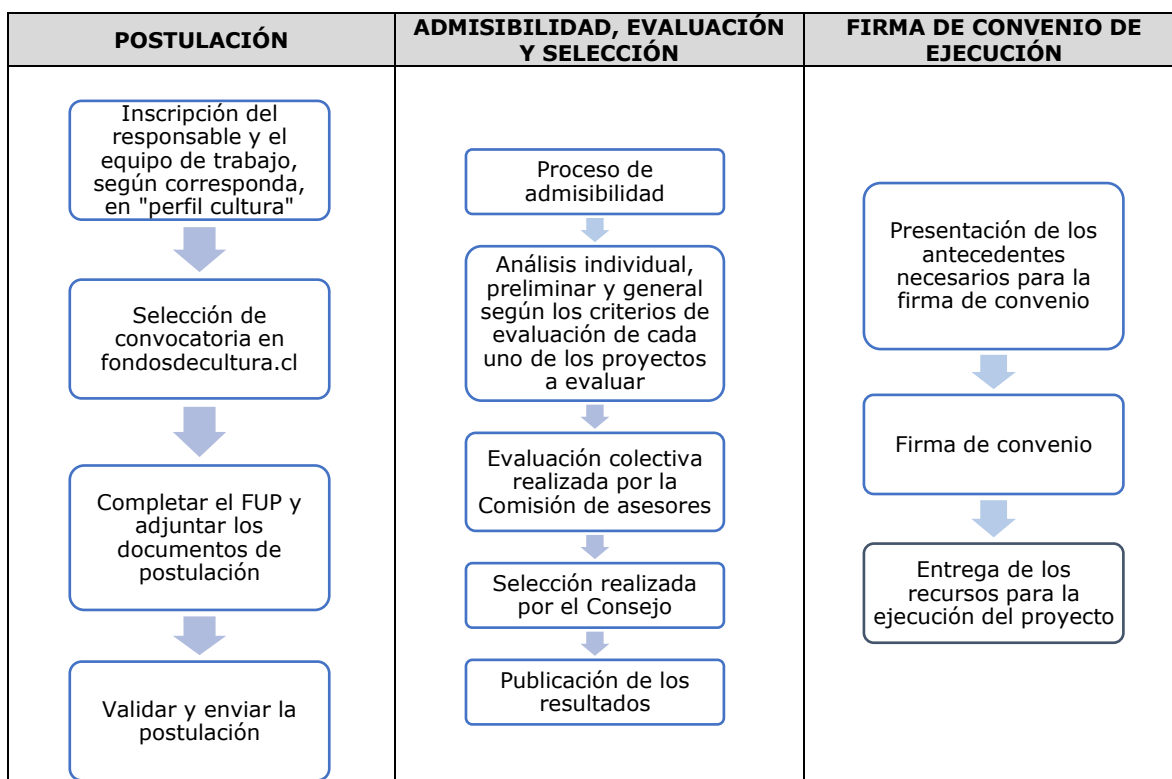 POSTULACIÓN
Inscripción del
responsable y el
equipo de trabajo,
según corresponda,
en "perfil cultura"
Selección de
convocatoria en
fondosdecultura.cl
Completar el FUP y
adjuntar los
documentos de
postulación
Validar y enviar la
postulación
ADMISIBILIDAD, EVALUACIÓN
Y SELECCIÓN
Proceso de
admisibilidad
Análisis individual,
preliminar y general
según los criterios de
evaluación de cada
uno de los proyectos
a evaluar
Evaluación colectiva
realizada por la
Comisión de asesores
Selección realizada
por el Consejo
Publicación de los
resultados
FIRMA DE CONVENIO DE
EJECUCIÓN
Presentación de los
antecedentes
necesarios para la
firma de convenio
Firma de convenio
Entrega de los
recursos para la
ejecución del proyecto